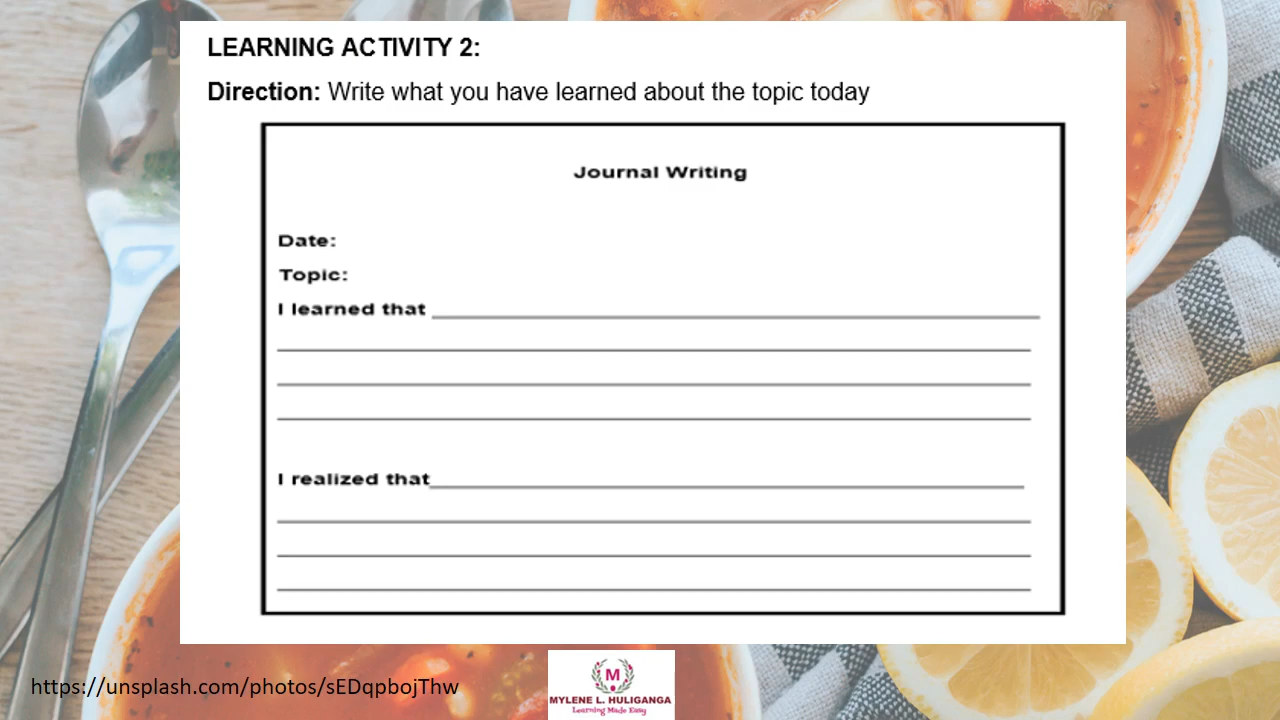 LEARNING ACTIVITY 2:
Direction: Write what you have learned about the topic today
Journal Writing
Date:
Topic:
I learned that
I realized that
https://unsplash.com/photos/sEDqpbojThw
M
MYLENE L. HULIGANGA
Learning Made Easy